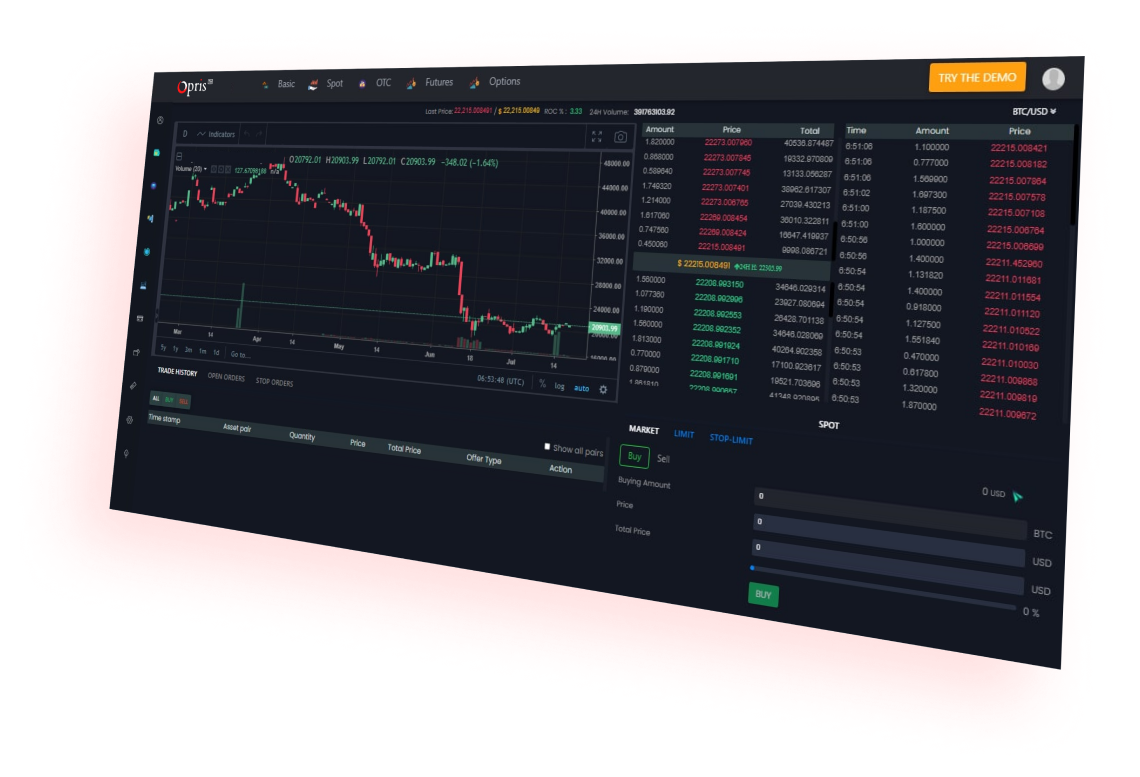 Opris
Basic Spot OTC Futures Options
TRY THE DEMO
Last Price: 22,215.008491 / $ 22,215.00849 ROC % : 3.33 24H Volume: 391763103.92
BTC/USD
D Indicators
O20792.01 H20903.99 L20792.01 C20903.99 −348.02 (−1.64%)
Volume (20) n/a
48000.00
44000.00
40000.00
36000.00
32000.00
28000.00
24000.00
20903.99
Mar 14 Apr 14 May 14 Jun 14 Jul 14
5y 1y 3m 1m 1d Go to...
06:53:48 (UTC) % log auto
Amount Price Total
1.820000 22273.007960 40536.874487
0.868000 22273.007845 19332.970809
0.589640 22273.007745 13133.056287
1.749320 22273.007401 38962.617307
1.214000 22273.006765 27039.430213
1.617060 22269.008454 36010.322811
0.747560 22269.008424 16647.419937
0.450060 22215.008491 9998.086721
$ 22215.008491 24H H. 22303.99
1.560000 22208.993150 34646.029314
1.077360 22208.992996 23927.080694
1.190000 22208.992553 26428.701138
1.560000 22208.992352 34646.028069
1.813000 22208.991924 40264.902358
0.770000 22208.991710 17100.923617
0.879000 22208.991691 19521.703696
1.861810 22208.990657 41348.920895
Time Amount Price
6:51:06 1.100000 22215.008421
6:51:06 0.777000 22215.008182
6:51:06 1.569900 22215.007864
6:51:02 1.697300 22215.007578
6:51:00 1.187500 22215.007108
6:51:00 1.600000 22215.006764
6:50:56 1.000000 22215.006699
6:50:56 1.400000 22211.452960
6:50:54 1.131820 22211.011681
6:50:54 1.400000 22211.011554
6:50:54 0.918000 22211.011120
6:50:54 1.127500 22211.010522
6:50:54 1.551840 22211.010169
6:50:53 0.470000 22211.010030
6:50:53 0.617800 22211.009868
6:50:53 1.320000 22211.009819
6:50:53 1.870000 22211.009672
TRADE HISTORY OPEN ORDERS STOP ORDERS
ALL BUY SELL
Show all pairs
Time stamp Asset pair Quantity Price Total Price Offer Type Action
SPOT
MARKET LIMIT STOP-LIMIT
Buy Sell
0 USD
Buying Amount 0 BTC
Price 0 USD
Total Price 0 USD
0 %
BUY